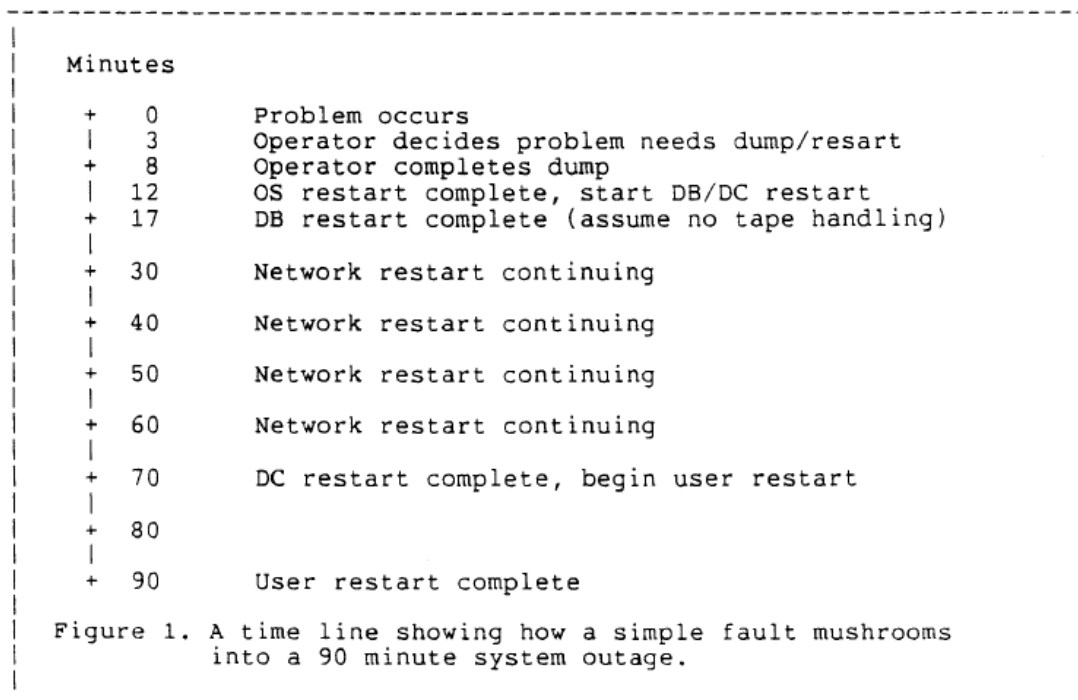 Minutes
+ 0 Problem occurs
| 3 Operator decides problem needs dump/resart
+ 8 Operator completes dump
| 12 OS restart complete, start DB/DC restart
+ 17 DB restart complete (assume no tape handling)
|
+ 30 Network restart continuing
|
+ 40 Network restart continuing
|
+ 50 Network restart continuing
|
+ 60 Network restart continuing
|
+ 70 DC restart complete, begin user restart
|
+ 80
|
+ 90 User restart complete
Figure 1. A time line showing how a simple fault mushrooms
into a 90 minute system outage.